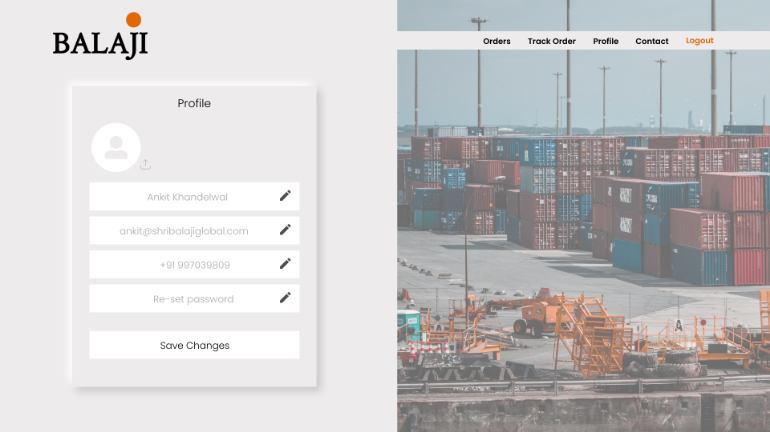 BALAJI
Orders Track Order Profile Contact Logout
Profile
Ankit Khandelwal
ankit@shribalajiglobal.com
+91 997039809
Re-set password
Save Changes